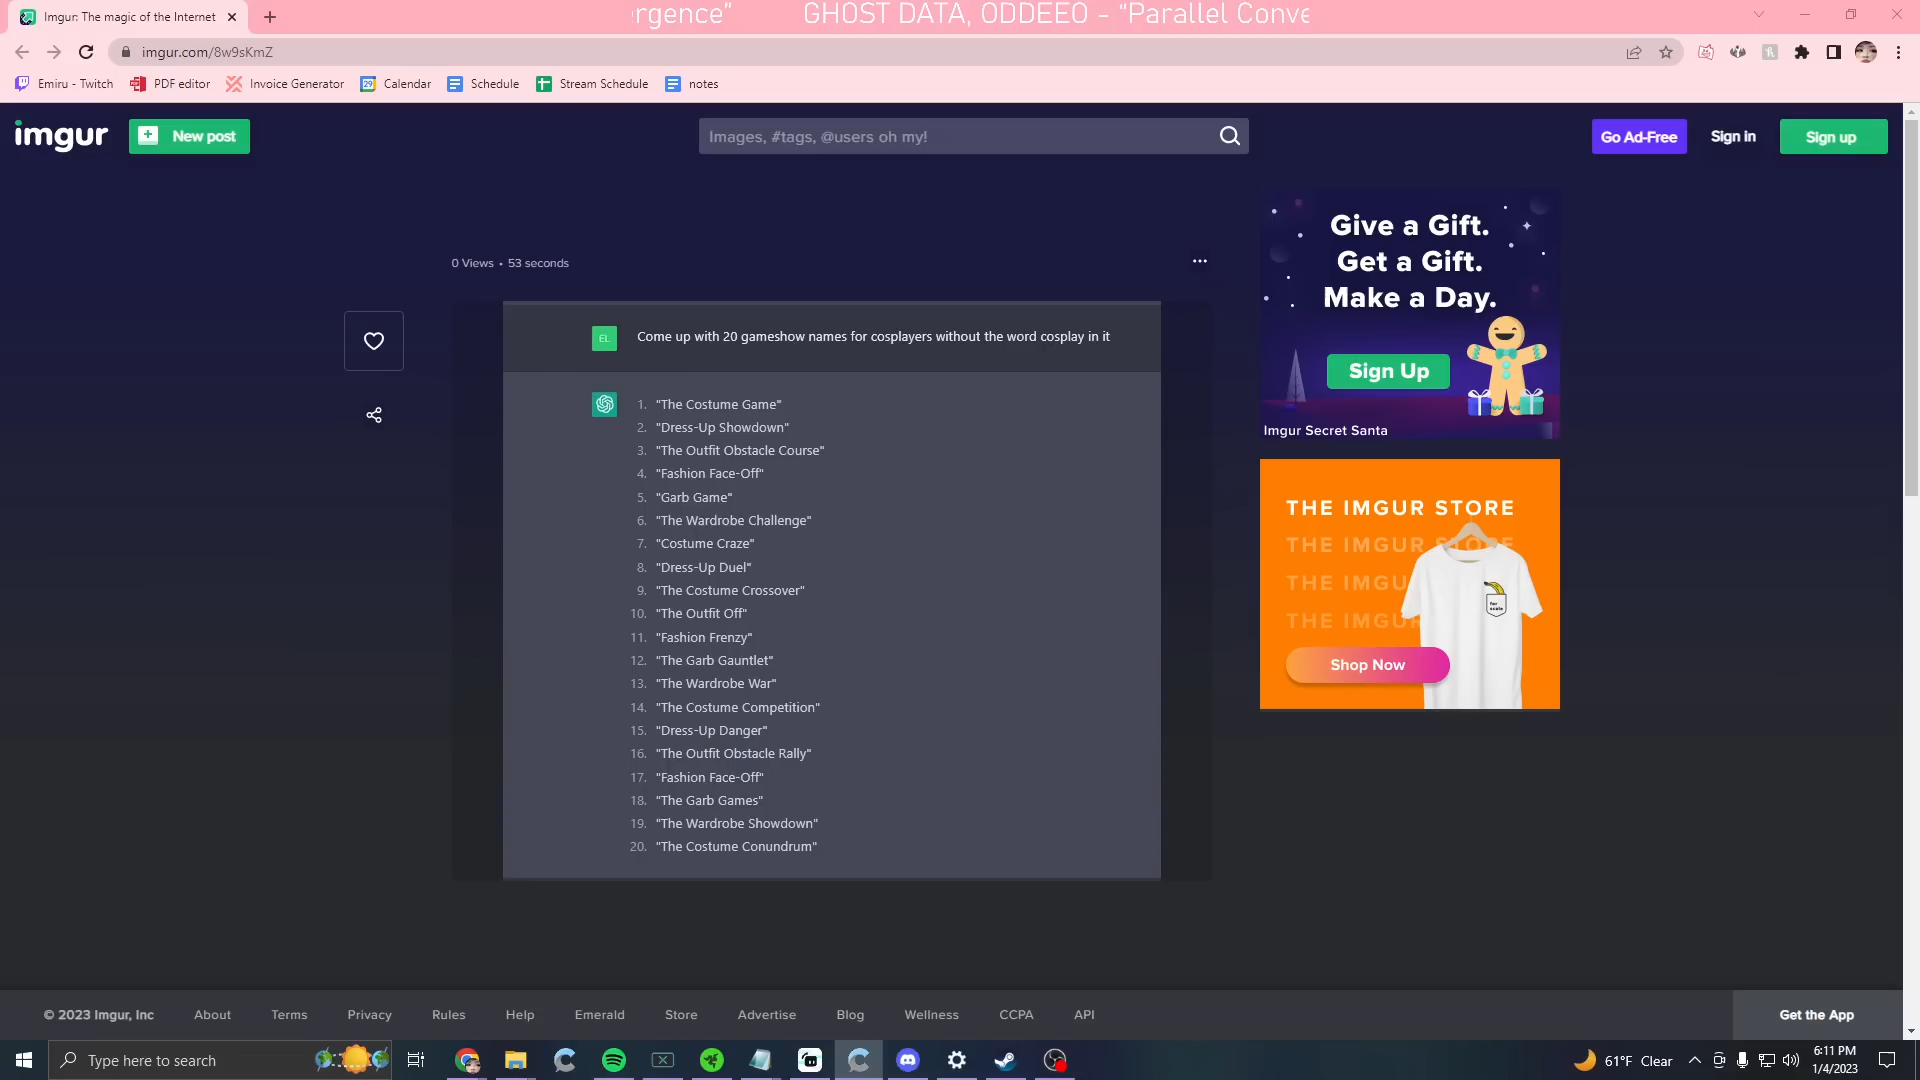 Imgur: The magic of the Internet
rgence"
GHOST DATA, ODDEEO - "Parallel Conve
imgur.com/8w9sKmZ
Emiru - Twitch
PDF editor
Invoice Generator
Calendar
Schedule
Stream Schedule
notes
imgur
New post
Images, #tags, @users oh my!
Go Ad-Free
Sign in
Sign up
0 Views • 53 seconds
EL
Come up with 20 gameshow names for cosplayers without the word cosplay in it
1. "The Costume Game"
2. "Dress-Up Showdown"
3. "The Outfit Obstacle Course"
4. "Fashion Face-Off"
5. "Garb Game"
6. "The Wardrobe Challenge"
7. "Costume Craze"
8. "Dress-Up Duel"
9. "The Costume Crossover"
10. "The Outfit Off"
11. "Fashion Frenzy"
12. "The Garb Gauntlet"
13. "The Wardrobe War"
14. "The Costume Competition"
15. "Dress-Up Danger"
16. "The Outfit Obstacle Rally"
17. "Fashion Face-Off"
18. "The Garb Games"
19. "The Wardrobe Showdown"
20. "The Costume Conundrum"
Give a Gift.
Get a Gift.
Make a Day.
Sign Up
Imgur Secret Santa
THE IMGUR STORE
THE IMGUR STORE
THE IMGU
THE IMGUR
for
scale
Shop Now
© 2023 Imgur, Inc
About
Terms
Privacy
Rules
Help
Emerald
Store
Advertise
Blog
Wellness
CCPA
API
Get the App
Type here to search
61°F Clear
6:11 PM
1/4/2023